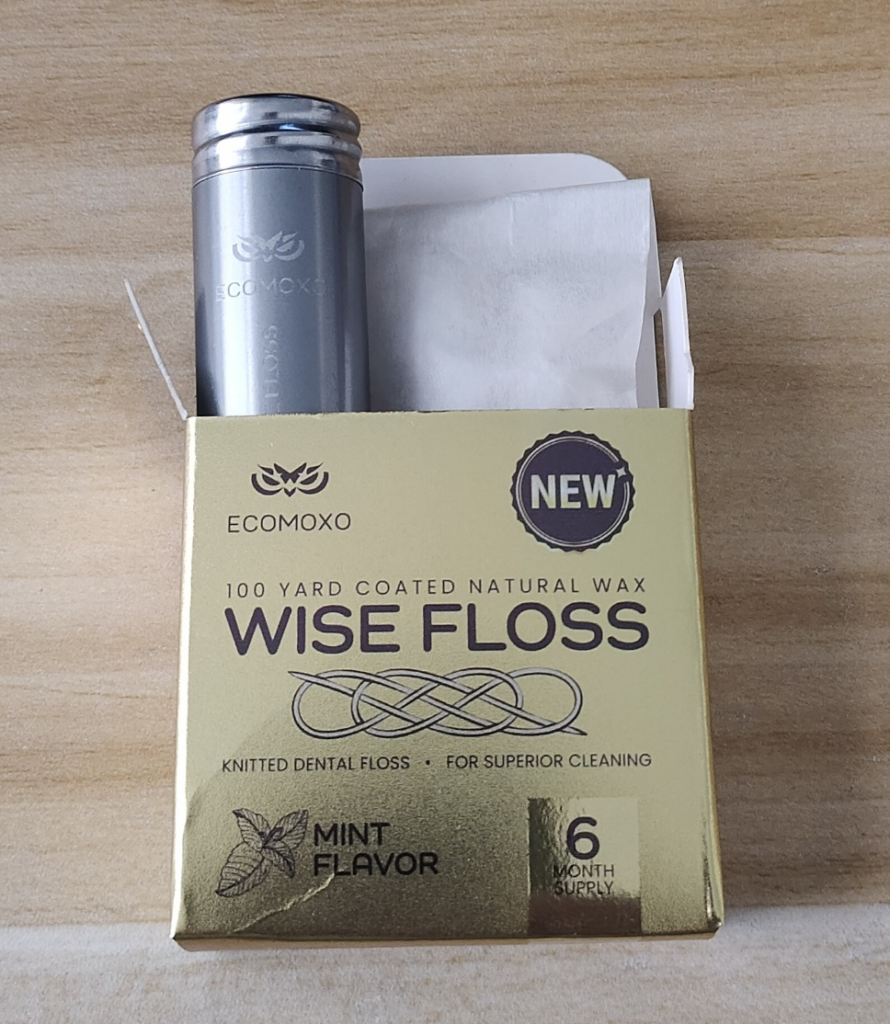 ECOMOXO
FLOSS
ECOMOXO
NEW
100 YARD COATED NATURAL WAX
WISE FLOSS
KNITTED DENTAL FLOSS • FOR SUPERIOR CLEANING
MINT
FLAVOR
6
MONTH
SUPPLY